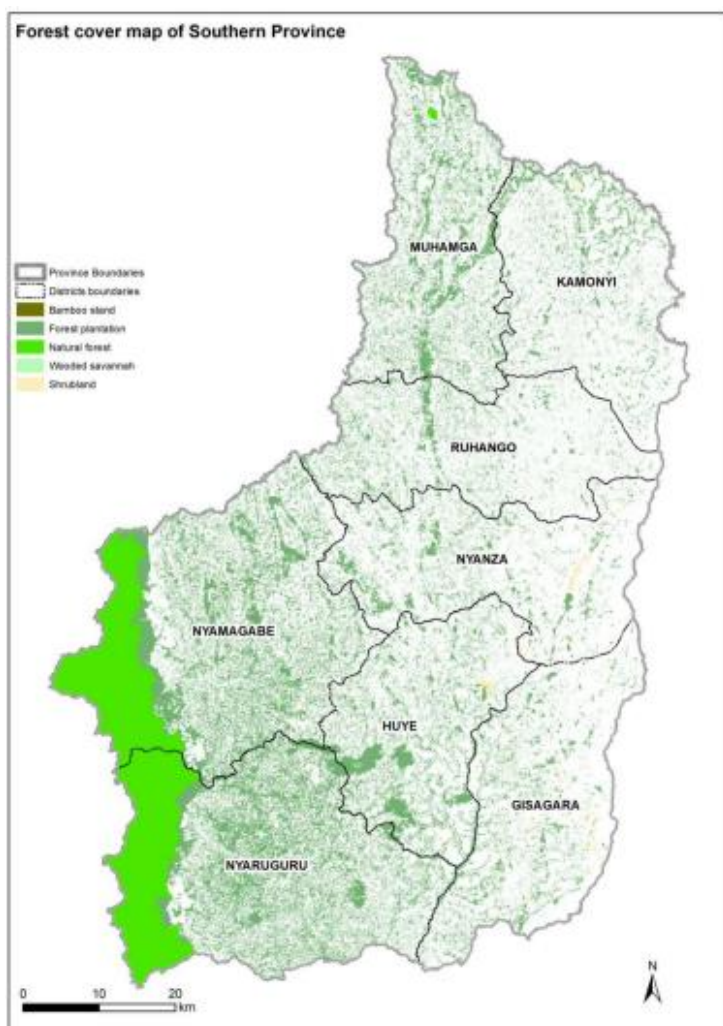 Forest cover map of Southern Province
MUHAMGA
KAMONYI
Province Boundaries
Districts boundaries
Bamboo stand
Forest plantation
Natural forest
Wooded savannah
Shrubland
RUHANGO
NYANZA
NYAMAGABE
HUYE
GISAGARA
NYARUGURU
N
0 10 20
km